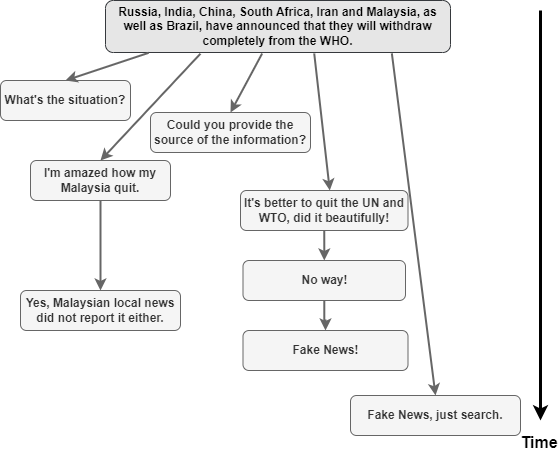 Russia, India, China, South Africa, Iran and Malaysia, as
well as Brazil, have announced that they will withdraw
completely from the WHO.
What's the situation?
Could you provide the
source of the information?
I'm amazed how my
Malaysia quit.
It's better to quit the UN and
WTO, did it beautifully!
No way!
Yes, Malaysian local news
did not report it either.
Fake News!
Fake News, just search.
Time